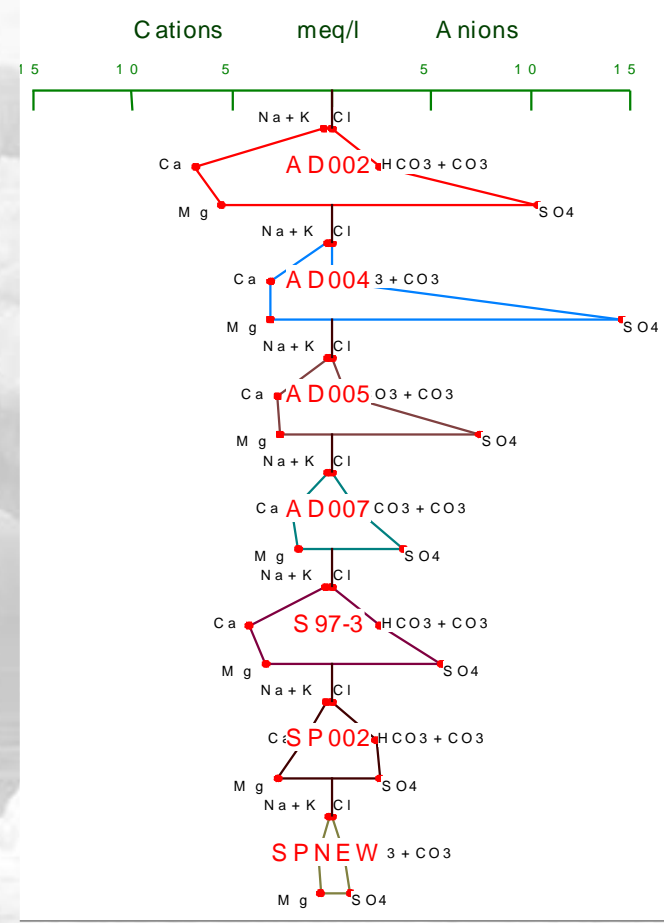 Cations meq/l Anions
15 10 5 5 10 15
Na+K Cl
Ca AD002 HCO3+CO3
Mg SO4
Na+K Cl
Ca AD004 3+CO3
Mg SO4
Na+K Cl
Ca AD005 O3+CO3
Mg SO4
Na+K Cl
Ca AD007 CO3+CO3
Mg SO4
Na+K Cl
Ca S97-3 HCO3+CO3
Mg SO4
Na+K Cl
Ca SP002 HCO3+CO3
Mg SO4
Na+K Cl
SPNEW 3+CO3
Mg SO4